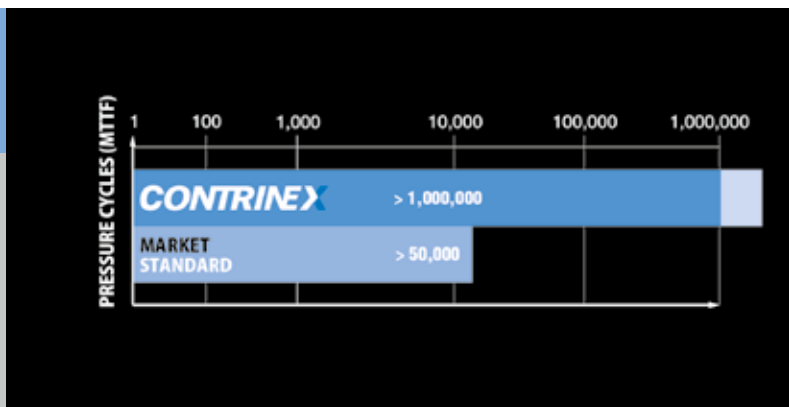 PRESSURE CYCLES (MTTF)
1 100 1,000 10,000 100,000 1,000,000
CONTRINEX > 1,000,000
MARKET
STANDARD
> 50,000